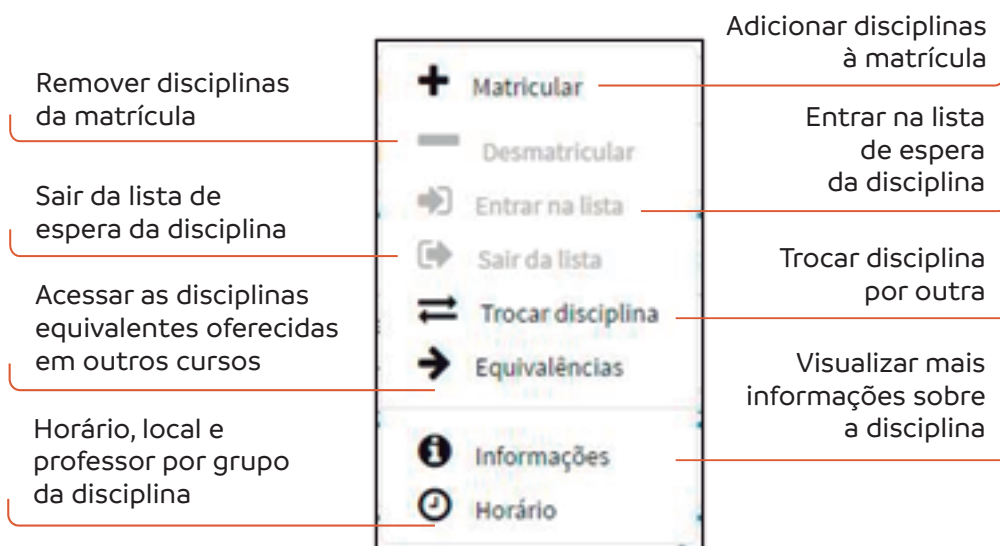 Adicionar disciplinas
à matrícula
Remover disciplinas
da matrícula
Entrar na lista
de espera
da disciplina
Sair da lista de
espera da disciplina
Trocar disciplina
por outra
Acessar as disciplinas
equivalentes oferecidas
em outros cursos
Visualizar mais
informações sobre
a disciplina
Horário, local e
professor por grupo
da disciplina
Matricular
Desmatricular
Entrar na lista
Sair da lista
Trocar disciplina
Equivalências
Informações
Horário